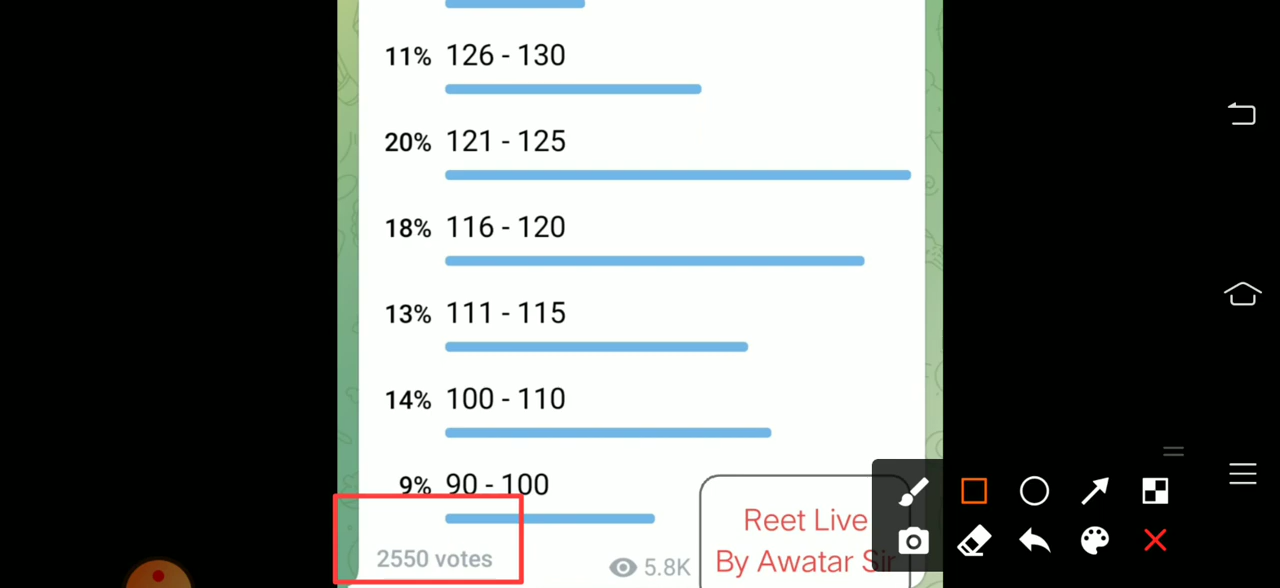 11% 126 - 130
20% 121 - 125
18% 116 - 120
13% 111 - 115
14% 100 - 110
9% 90 - 100
2550 votes
5.8K
Reet Live
By Awatar Sir